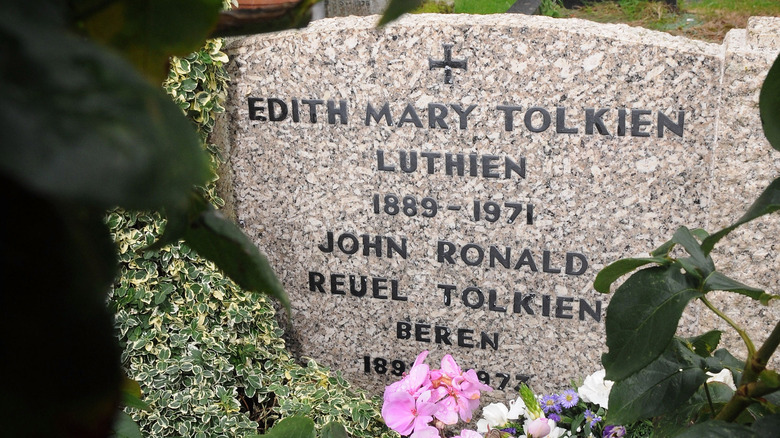 EDITH MARY TOLKIEN
LUTHIEN
1889 - 1971
JOHN RONALD
REUEL TOLKIEN
BEREN